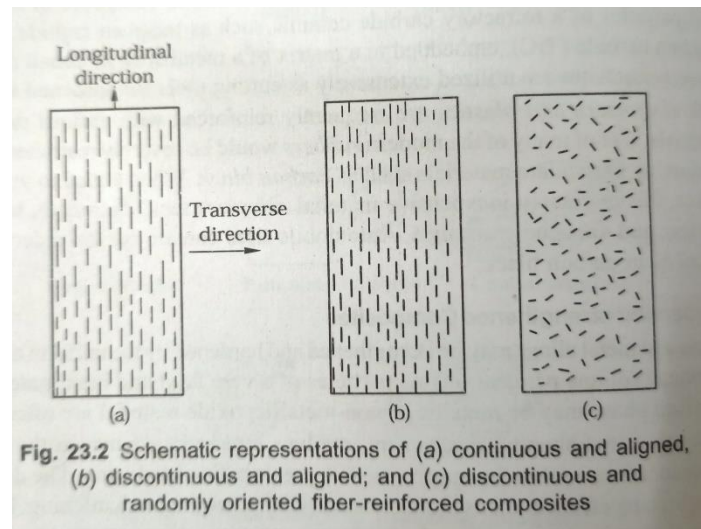 Longitudinal
direction
Transverse
direction
(a)
(b)
(c)
Fig. 23.2 Schematic representations of (a) continuous and aligned,
(b) discontinuous and aligned; and (c) discontinuous and
randomly oriented fiber-reinforced composites